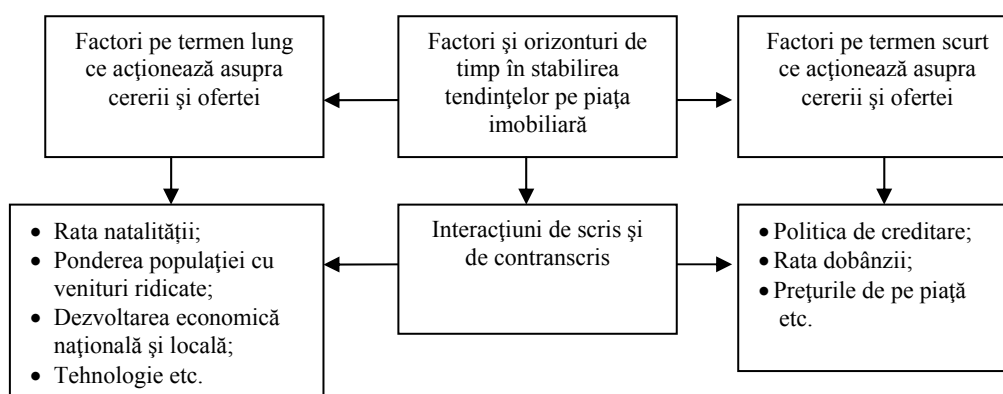 Factori pe termen lung
ce acţionează asupra
cererii şi ofertei
Factori şi orizonturi de
timp în stabilirea
tendinţelor pe piaţa
imobiliară
Factori pe termen scurt
ce acţionează asupra
cererii şi ofertei
• Rata natalității;
• Ponderea populaţiei cu
venituri ridicate;
• Dezvoltarea economică
naţională şi locală;
• Tehnologie etc.
Interacţiuni de scris şi
de contranscris
• Politica de creditare;
• Rata dobânzii;
• Preţurile de pe piaţă
etc.